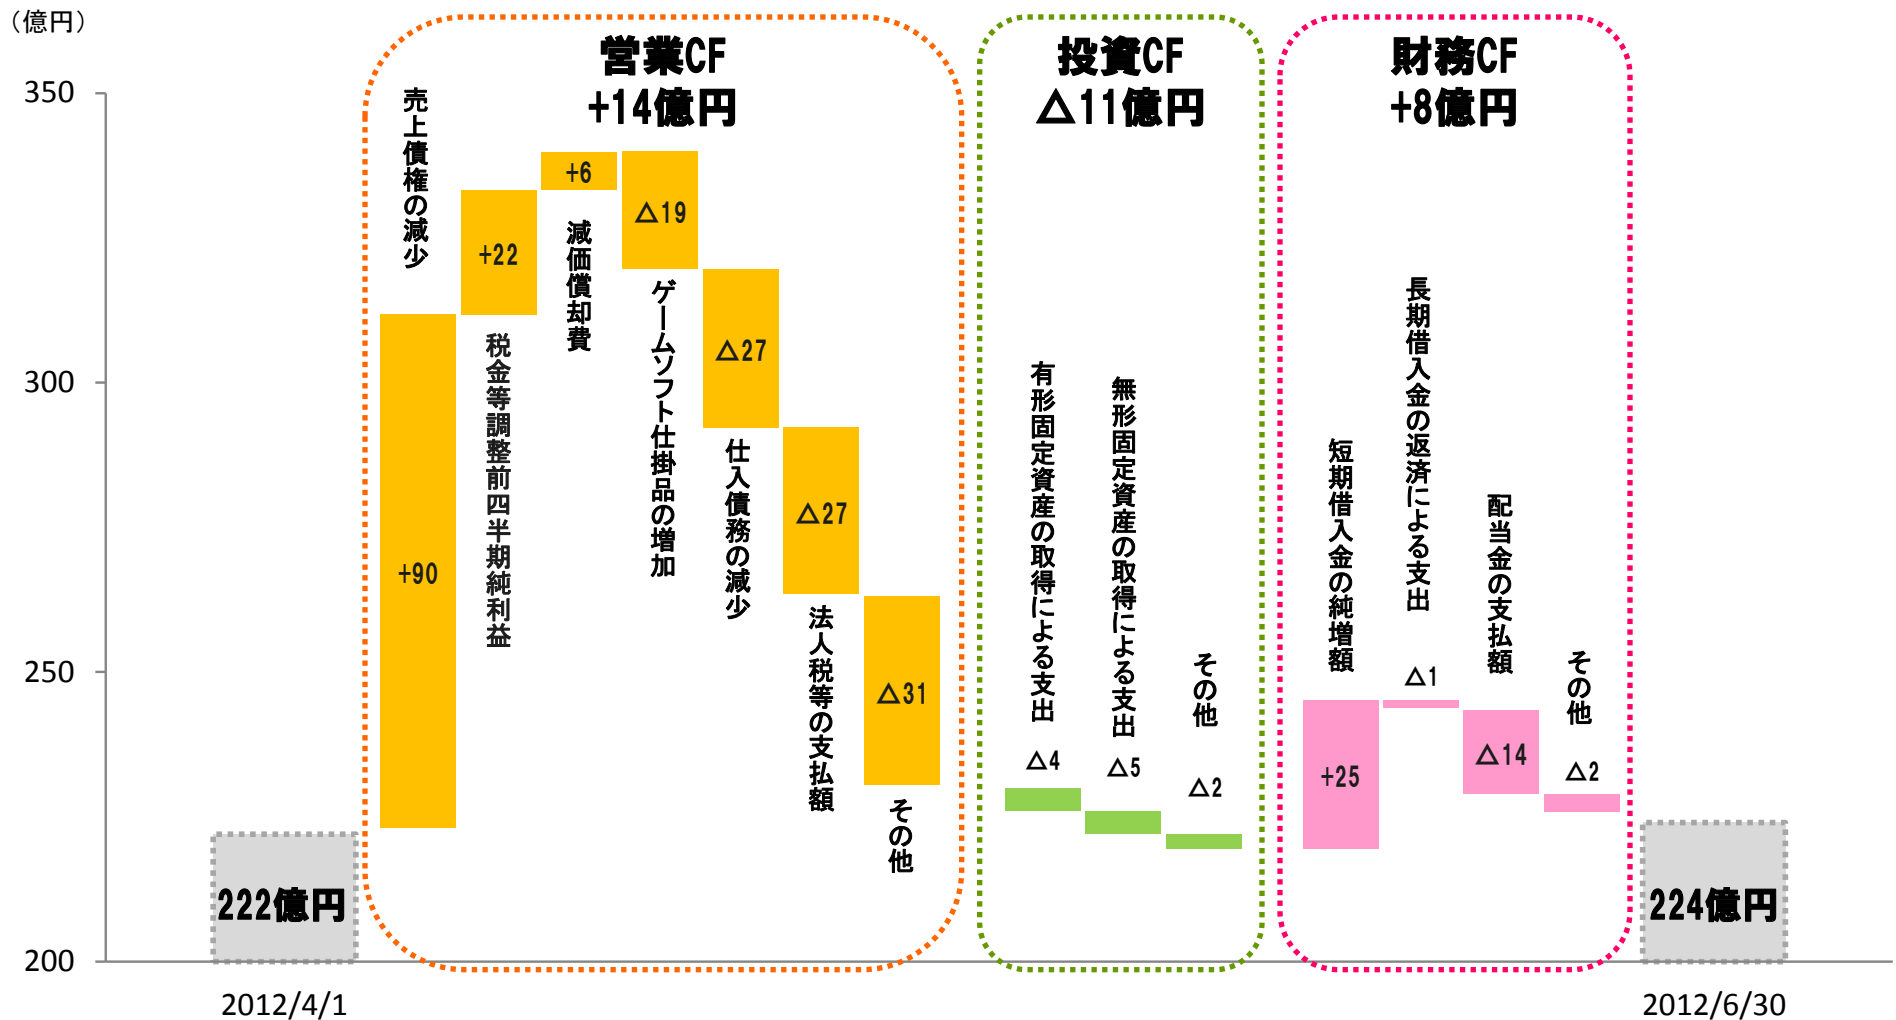 （億円）
350
300
250
200
営業CF
+14億円
投資CF
△11億円
財務CF
+8億円
売上債権の減少
+90
+22
税金等調整前四半期純利益
+6
減価償却費
△19
ゲームソフト仕掛品の増加
△27
仕入債務の減少
△27
法人税等の支払額
△31
その他
有形固定資産の取得による支出
△4
無形固定資産の取得による支出
△5
その他
△2
短期借入金の純増額
+25
長期借入金の返済による支出
△1
配当金の支払額
△14
その他
△2
222億円
224億円
2012/4/1
2012/6/30